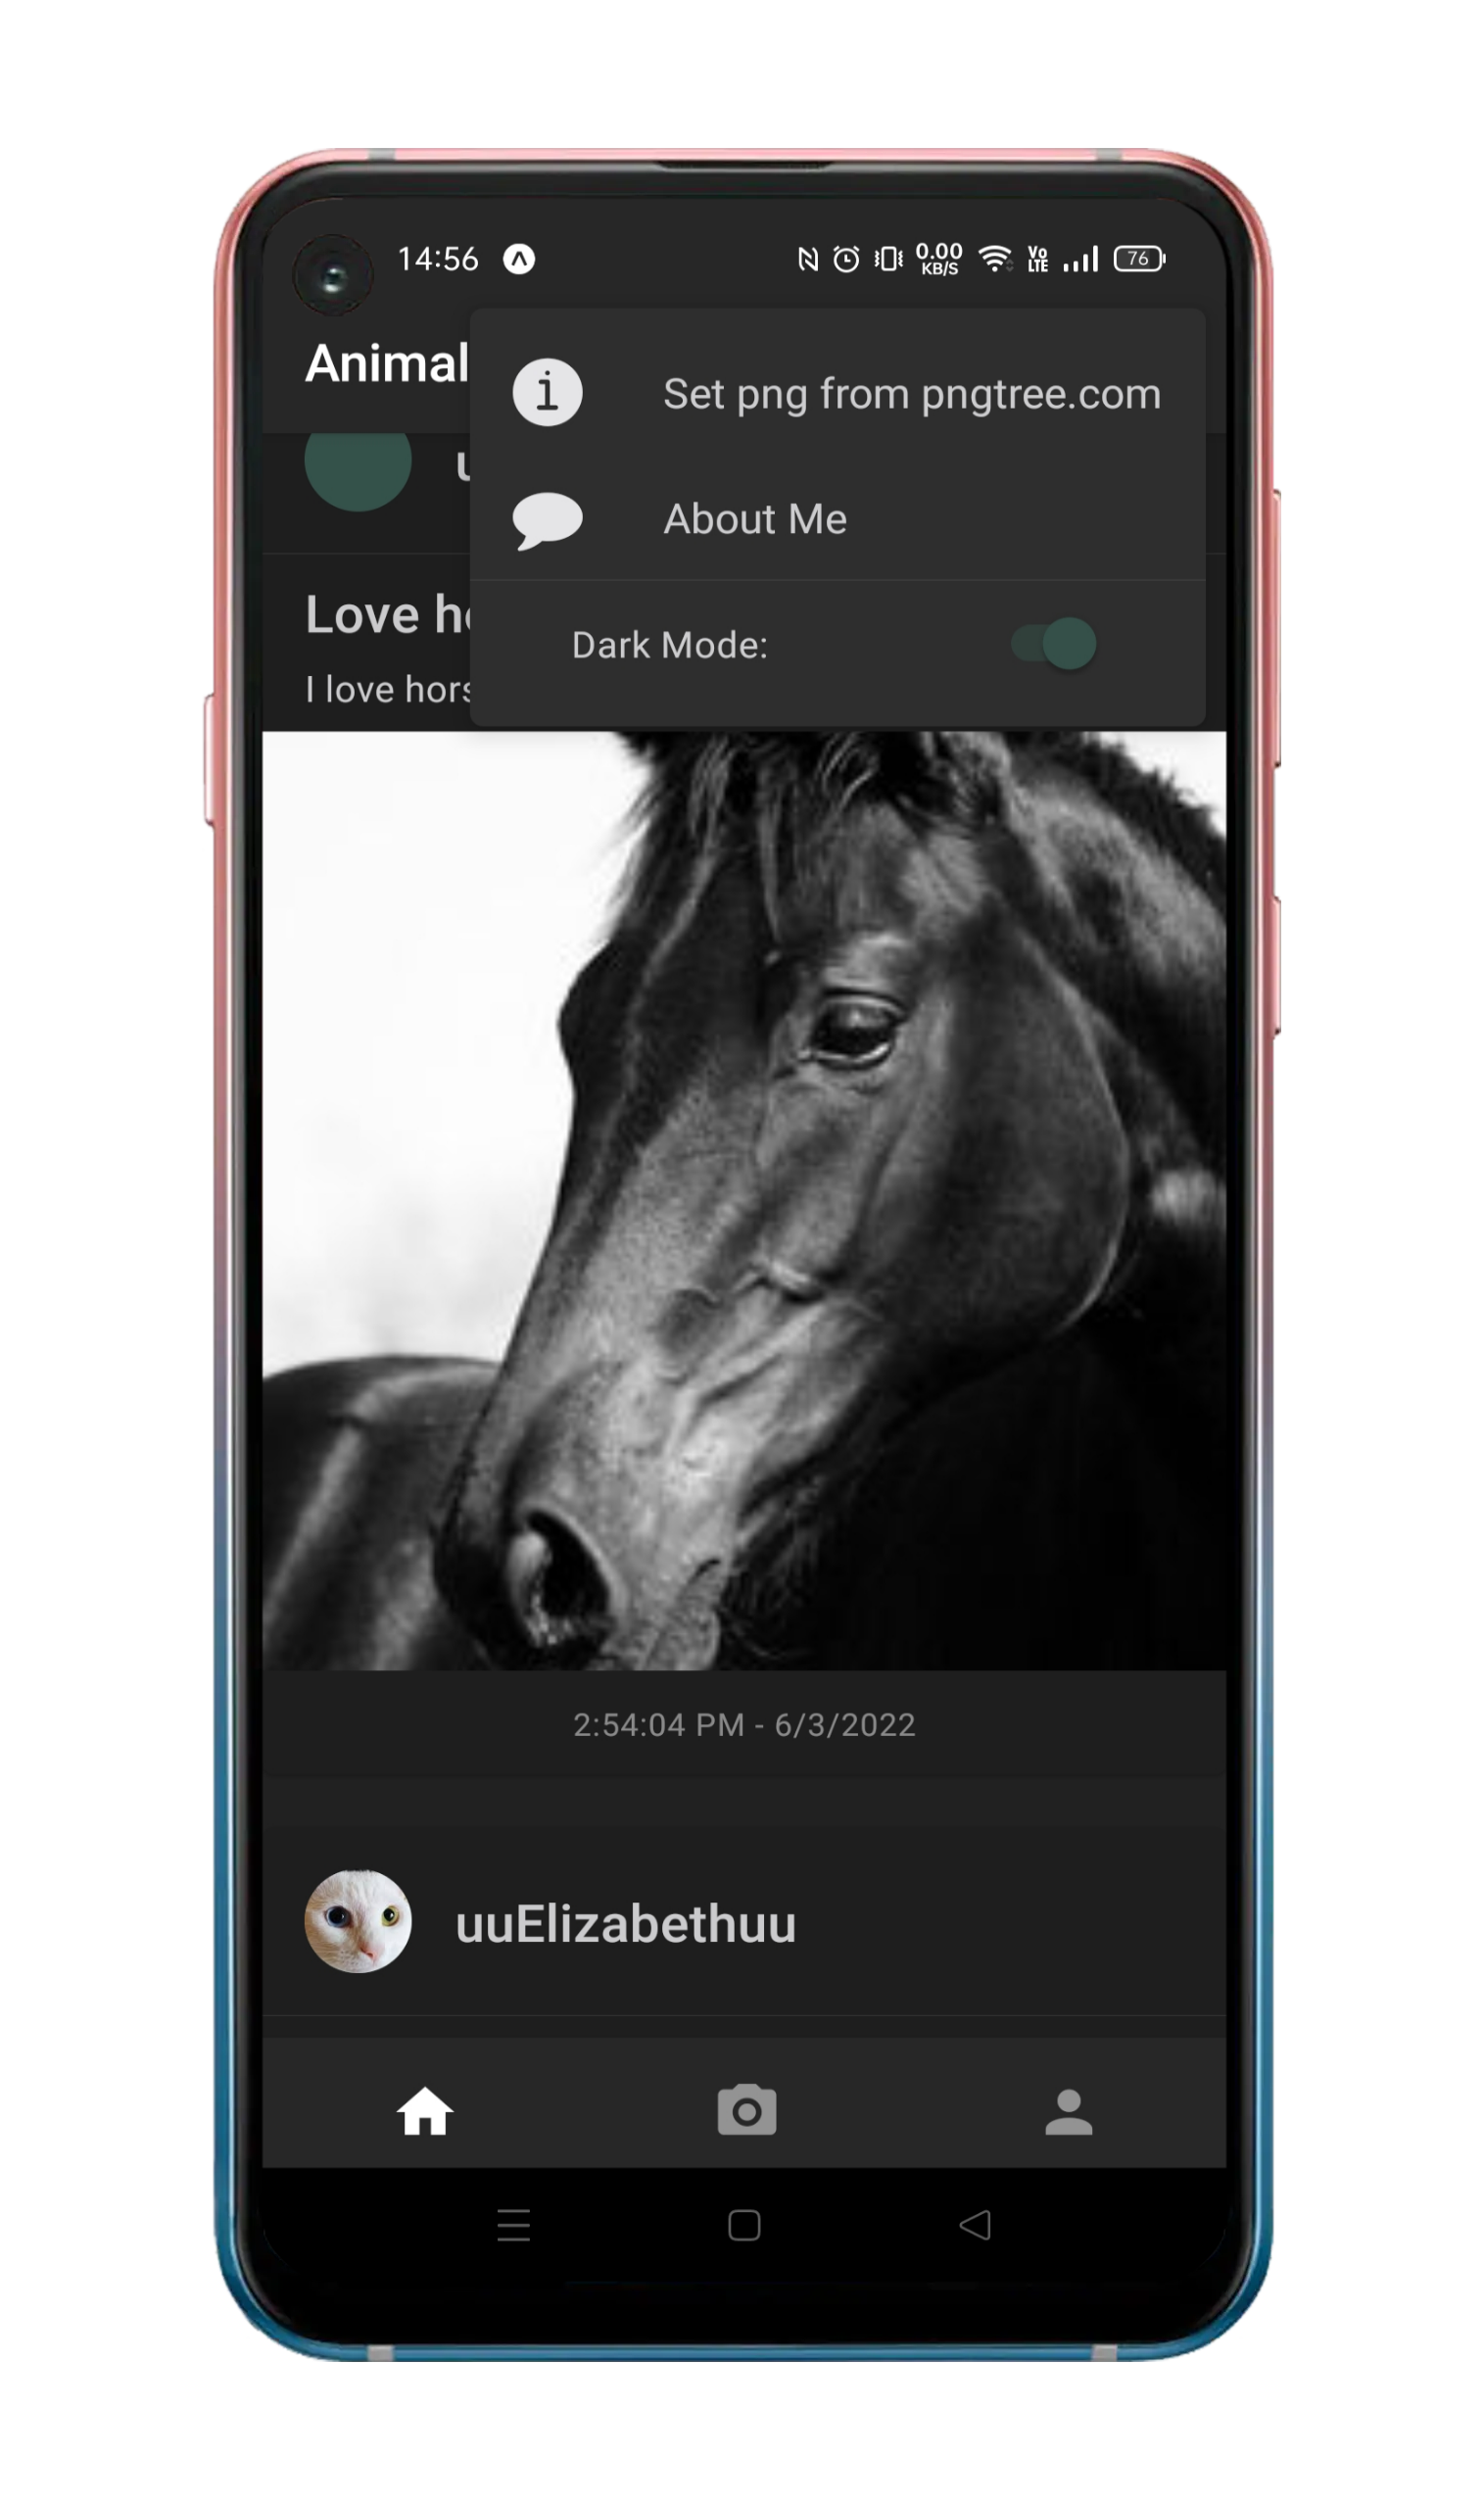 14:56
0.00
KB/S
Vo
LTE
76
Animal
Set png from pngtree.com
About Me
Love
Dark Mode:
I love
2:54:04 PM - 6/3/2022
uuElizabethuu